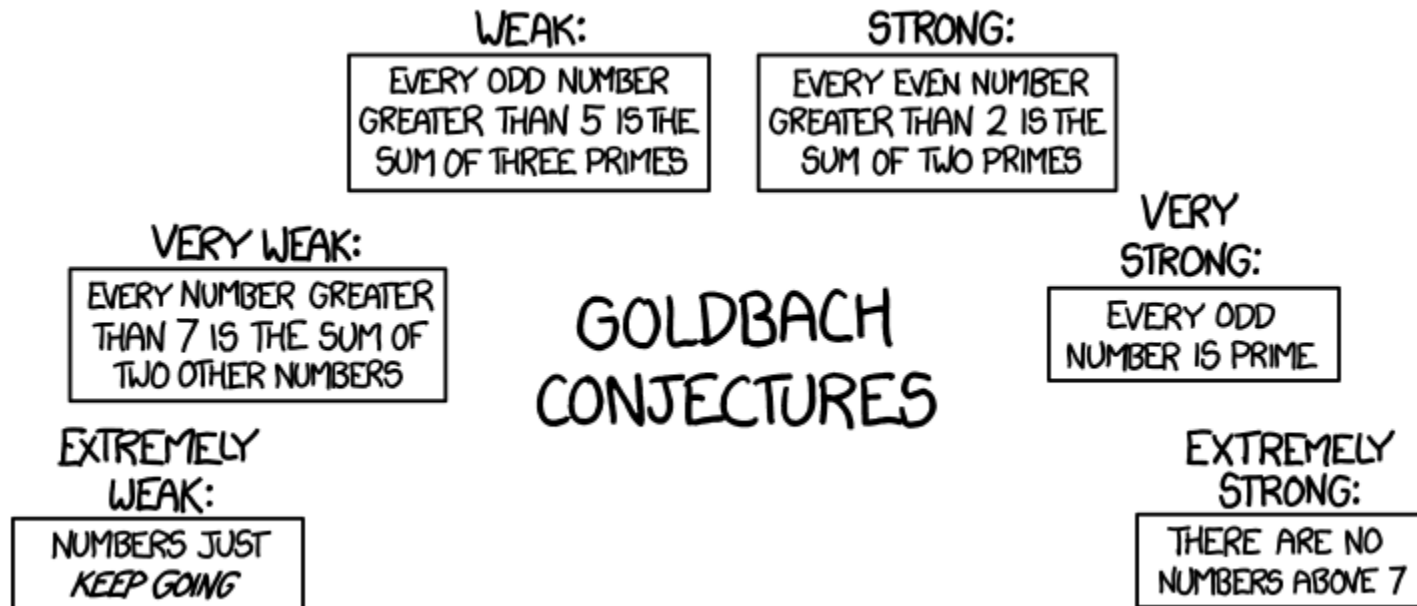 WEAK:
EVERY ODD NUMBER
GREATER THAN 5 IS THE
SUM OF THREE PRIMES
STRONG:
EVERY EVEN NUMBER
GREATER THAN 2 IS THE
SUM OF TWO PRIMES
VERY WEAK:
EVERY NUMBER GREATER
THAN 7 IS THE SUM OF
TWO OTHER NUMBERS
GOLDBACH
CONJECTURES
VERY
STRONG:
EVERY ODD
NUMBER IS PRIME
EXTREMELY
WEAK:
NUMBERS JUST
KEEP GOING
EXTREMELY
STRONG:
THERE ARE NO
NUMBERS ABOVE 7